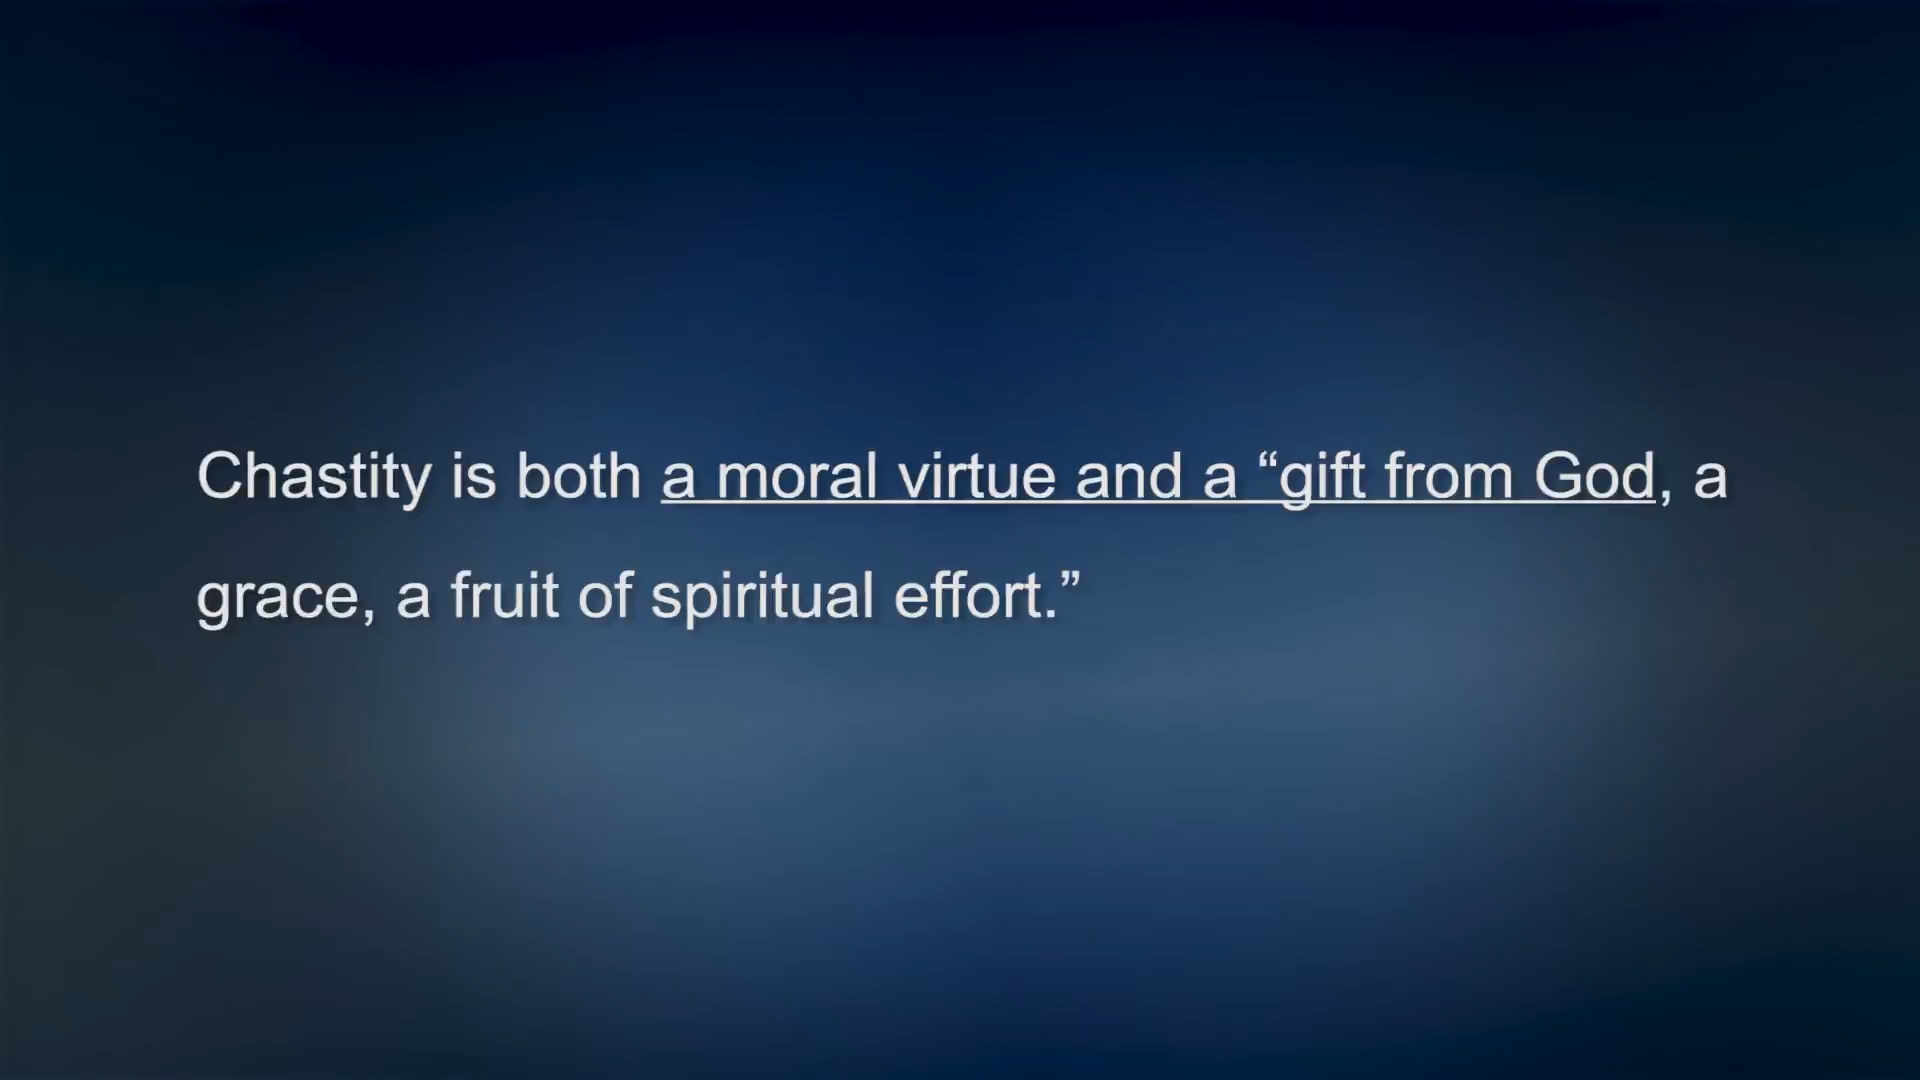 Chastity is both a moral virtue and a “gift from God, a
grace, a fruit of spiritual effort.”